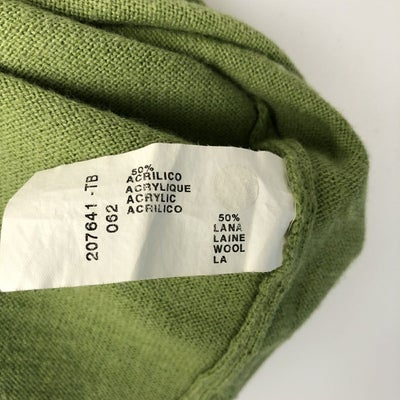 50%
ACRILICO
ACRYLIQUE
ACRYLIC
ACRILICO
50%
LANA
LAINE
WOOL
LA
207641 -TB
062